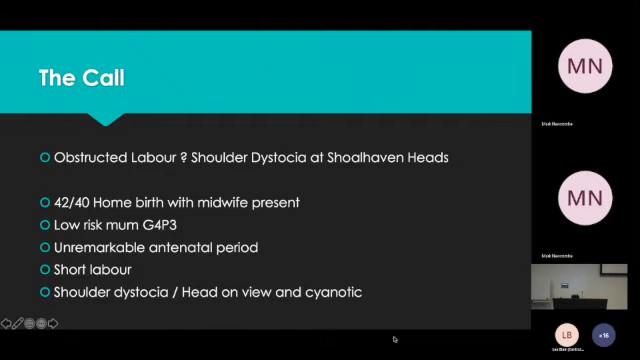 The Call
Obstructed Labour ? Shoulder Dystocia at Shoalhaven Heads
42/40 Home birth with midwife present
Low risk mum G4P3
Unremarkable antenatal period
Short labour
Shoulder dystocia / Head on view and cyanotic
MN
MN
LB
+16